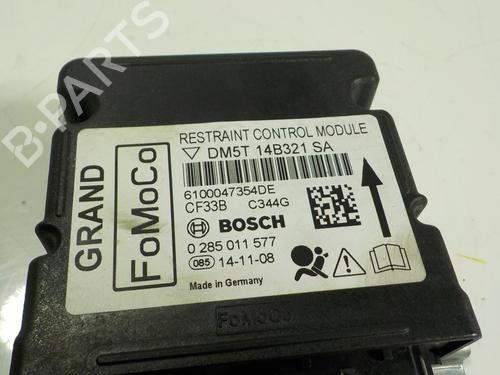 RESTRAINT CONTROL MODULE
DM5T 14B321 SA
GRAND
FoMoCo
6100047354DE
CF33B C344G
BOSCH
0 285 011 577
085 14-11-08
Made in Germany
FoMoCo
B-PARTS